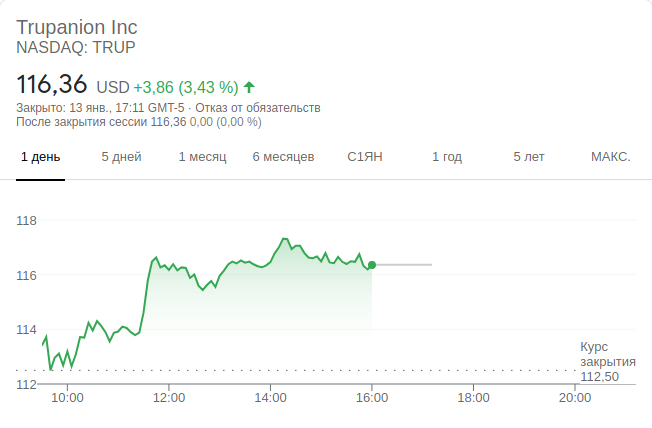 Trupanion Inc
NASDAQ: TRUP
116,36 USD +3,86 (3,43 %)
Закрыто: 13 янв., 17:11 GMT-5 · Отказ от обязательств
После закрытия сессии 116,36 0,00 (0,00 %)
1 день 5 дней 1 месяц 6 месяцев С1ЯН 1 год 5 лет МАКС.
118
116
114
Курс
закрытия
112,50
112
10:00 12:00 14:00 16:00 18:00 20:00